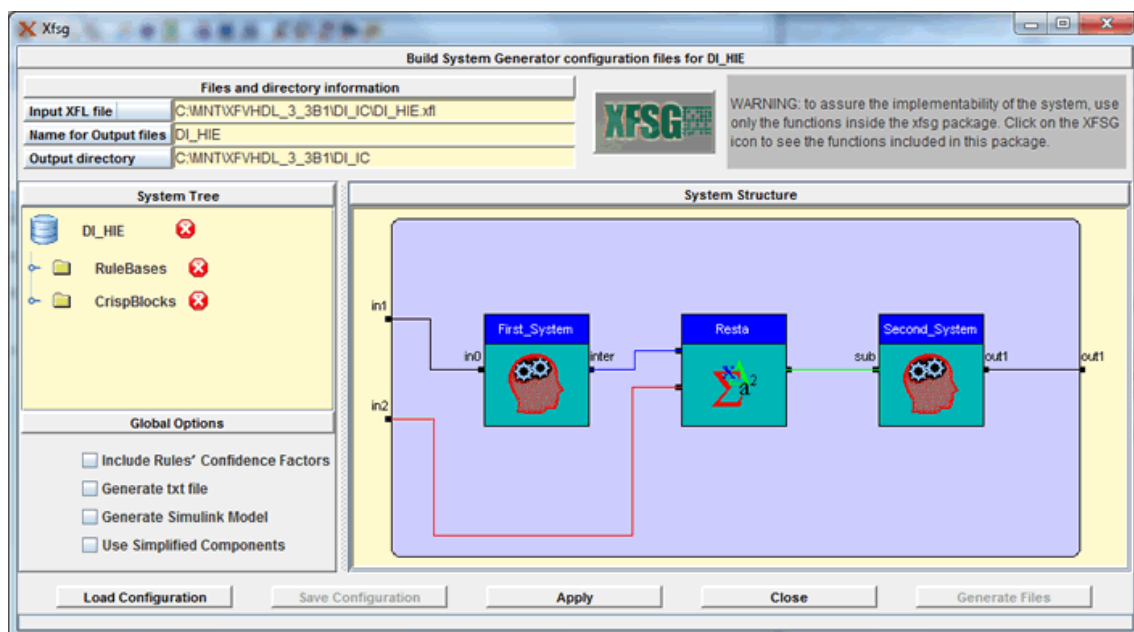 Xfsg
Build System Generator configuration files for DI_HIE
Files and directory information
Input XFL file
C:\MNT\XFVHDL_3_3B1\DI_IC\DI_HIE.xfl
Name for Output files
DI_HIE
Output directory
C:\MNT\XFVHDL_3_3B1\DI_IC
XFSG
WARNING: to assure the implementability of the system, use
only the functions inside the xfsg package. Click on the XFSG
icon to see the functions included in this package.
System Tree
DI_HIE
RuleBases
CrispBlocks
Global Options
Include Rules' Confidence Factors
Generate txt file
Generate Simulink Model
Use Simplified Components
System Structure
in1
in2
First_System
in0
inter
Resta
Σ
x
a²
Second_System
sub
out1
out1
Load Configuration
Save Configuration
Apply
Close
Generate Files